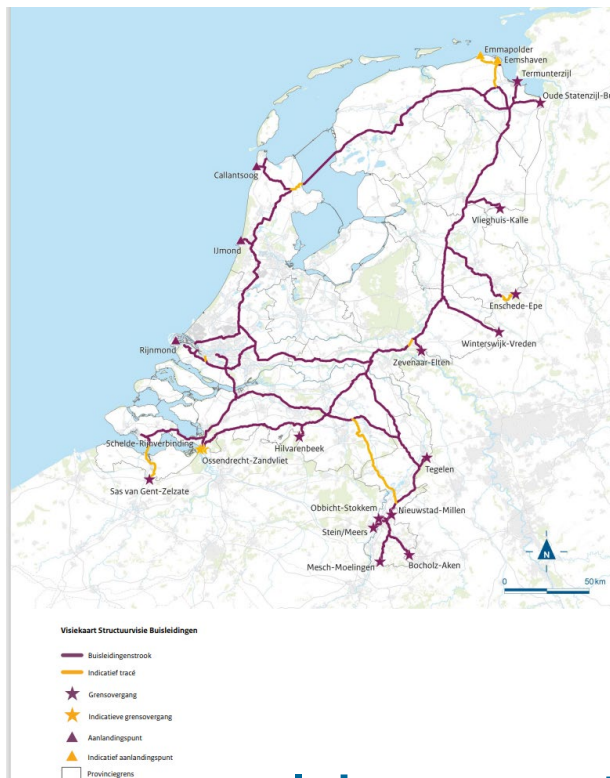 Emmapolder
Eemshaven
Termunterzijl
Oude Statenzijl-B
Callantsoog
Vlieghuis-Kalle
IJmond
Enschede-Epe
Winterswijk-Vreden
Rijnmond
Zevenaar-Elten
Schelde-Rijnverbinding
Ossendrecht-Zandvliet
Hilvarenbeek
Tegelen
Sas van Gent-Zelzate
Obbicht-Stokkem
Nieuwstad-Millen
Stein/Meers
Mesch-Moelingen
Bocholz-Aken
N
0 50 km
Visiekaart Structuurvisie Buisleidingen
Buisleidingenstrook
Indicatief tracé
Grensovergang
Indicatieve grensovergang
Aanlandingspunt
Indicatief aanlandingspunt
Provinciegrens